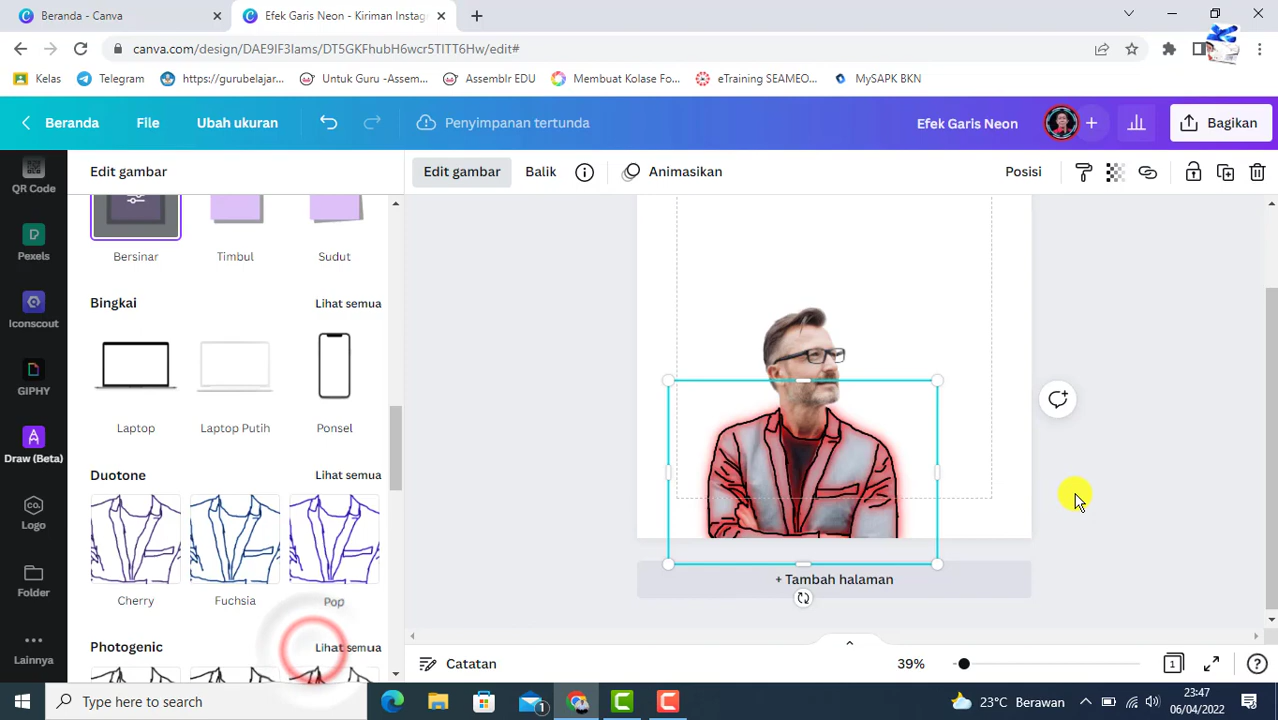 Beranda - Canva
Efek Garis Neon - Kiriman Instag
canva.com/design/DAE9IF3Iams/DT5GKFhubH6wcr5TITT6Hw/edit#
Kelas
Telegram
https://gurubelajar...
Untuk Guru -Assem...
Assemblr EDU
Membuat Kolase Fo...
Training SEAMEO...
MySAPK BKN
Beranda
File
Ubah ukuran
Penyimpanan tertunda
Efek Garis Neon
Bagikan
QR Code
Pexels
Iconscout
GIPHY
Draw (Beta)
Logo
Folder
Lainnya
Edit gambar
Bersinar
Timbul
Sudut
Bingkai
Lihat semua
Laptop
Laptop Putih
Ponsel
Duotone
Lihat semua
Cherry
Fuchsia
Pop
Photogenic
Lihat semua
Edit gambar
Balik
Animasikan
Posisi
+ Tambah halaman
Catatan
39%
1
Type here to search
1
23°C Berawan
23:47
06/04/2022